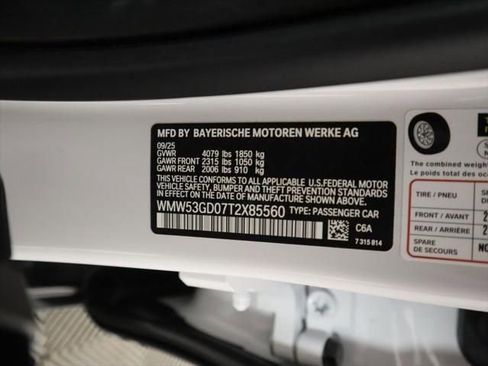 MFD BY BAYERISCHE MOTOREN WERKE AG
09/25
GVWR 4079 lbs 1850 kg
GAWR FRONT 2315 lbs 1050 kg
GAWR REAR 2006 lbs 910 kg
THIS VEHICLE CONFORMS TO ALL APPLICABLE U.S. FEDERAL MOTOR
VEHICLE SAFETY, BUMPER, AND THEFT PREVENTION STANDARDS
IN EFFECT ON THE DATE OF MANUFACTURE SHOWN ABOVE.
WMW53GD07T2X85560 TYPE: PASSENGER CAR
C6A
7 315 814
The combined weight
Le poids total des occ
TIRE / PNEU
FRONT / AVANT
REAR / ARRIÈRE
SPARE
DE SECOURS